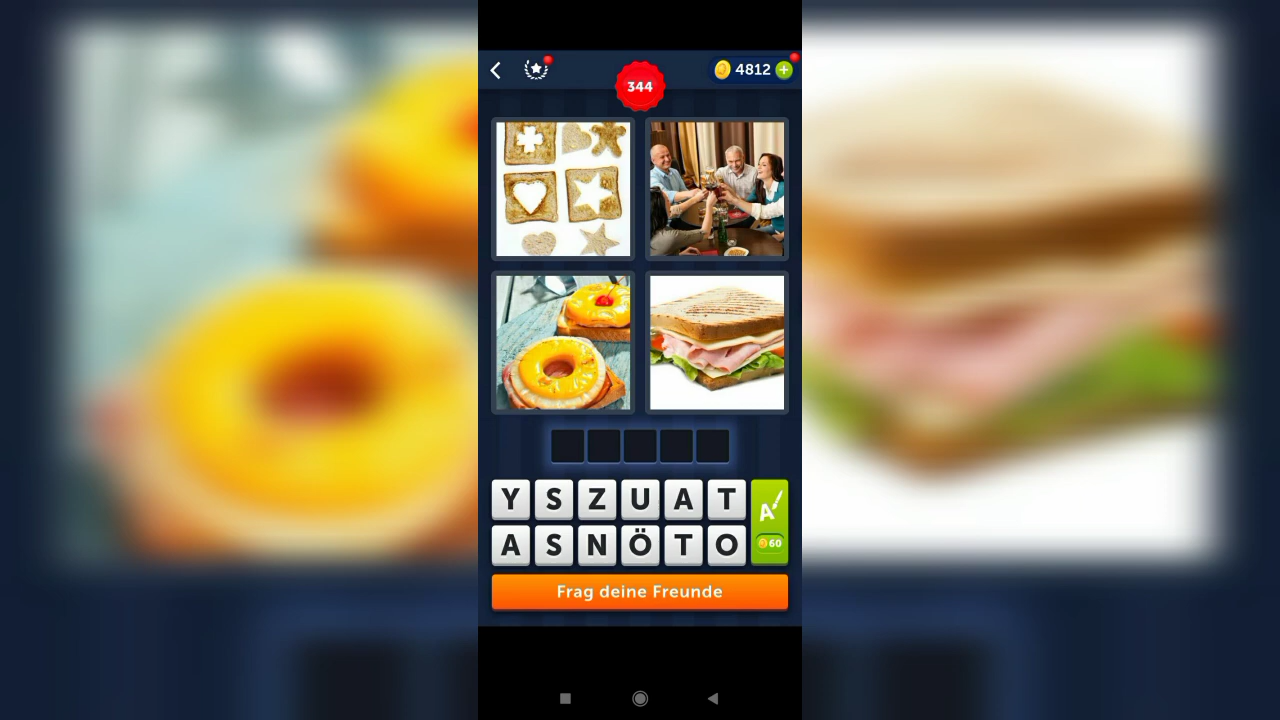 344
4812
Y S Z U A T
A S N Ö T O
A
60
Frag deine Freunde